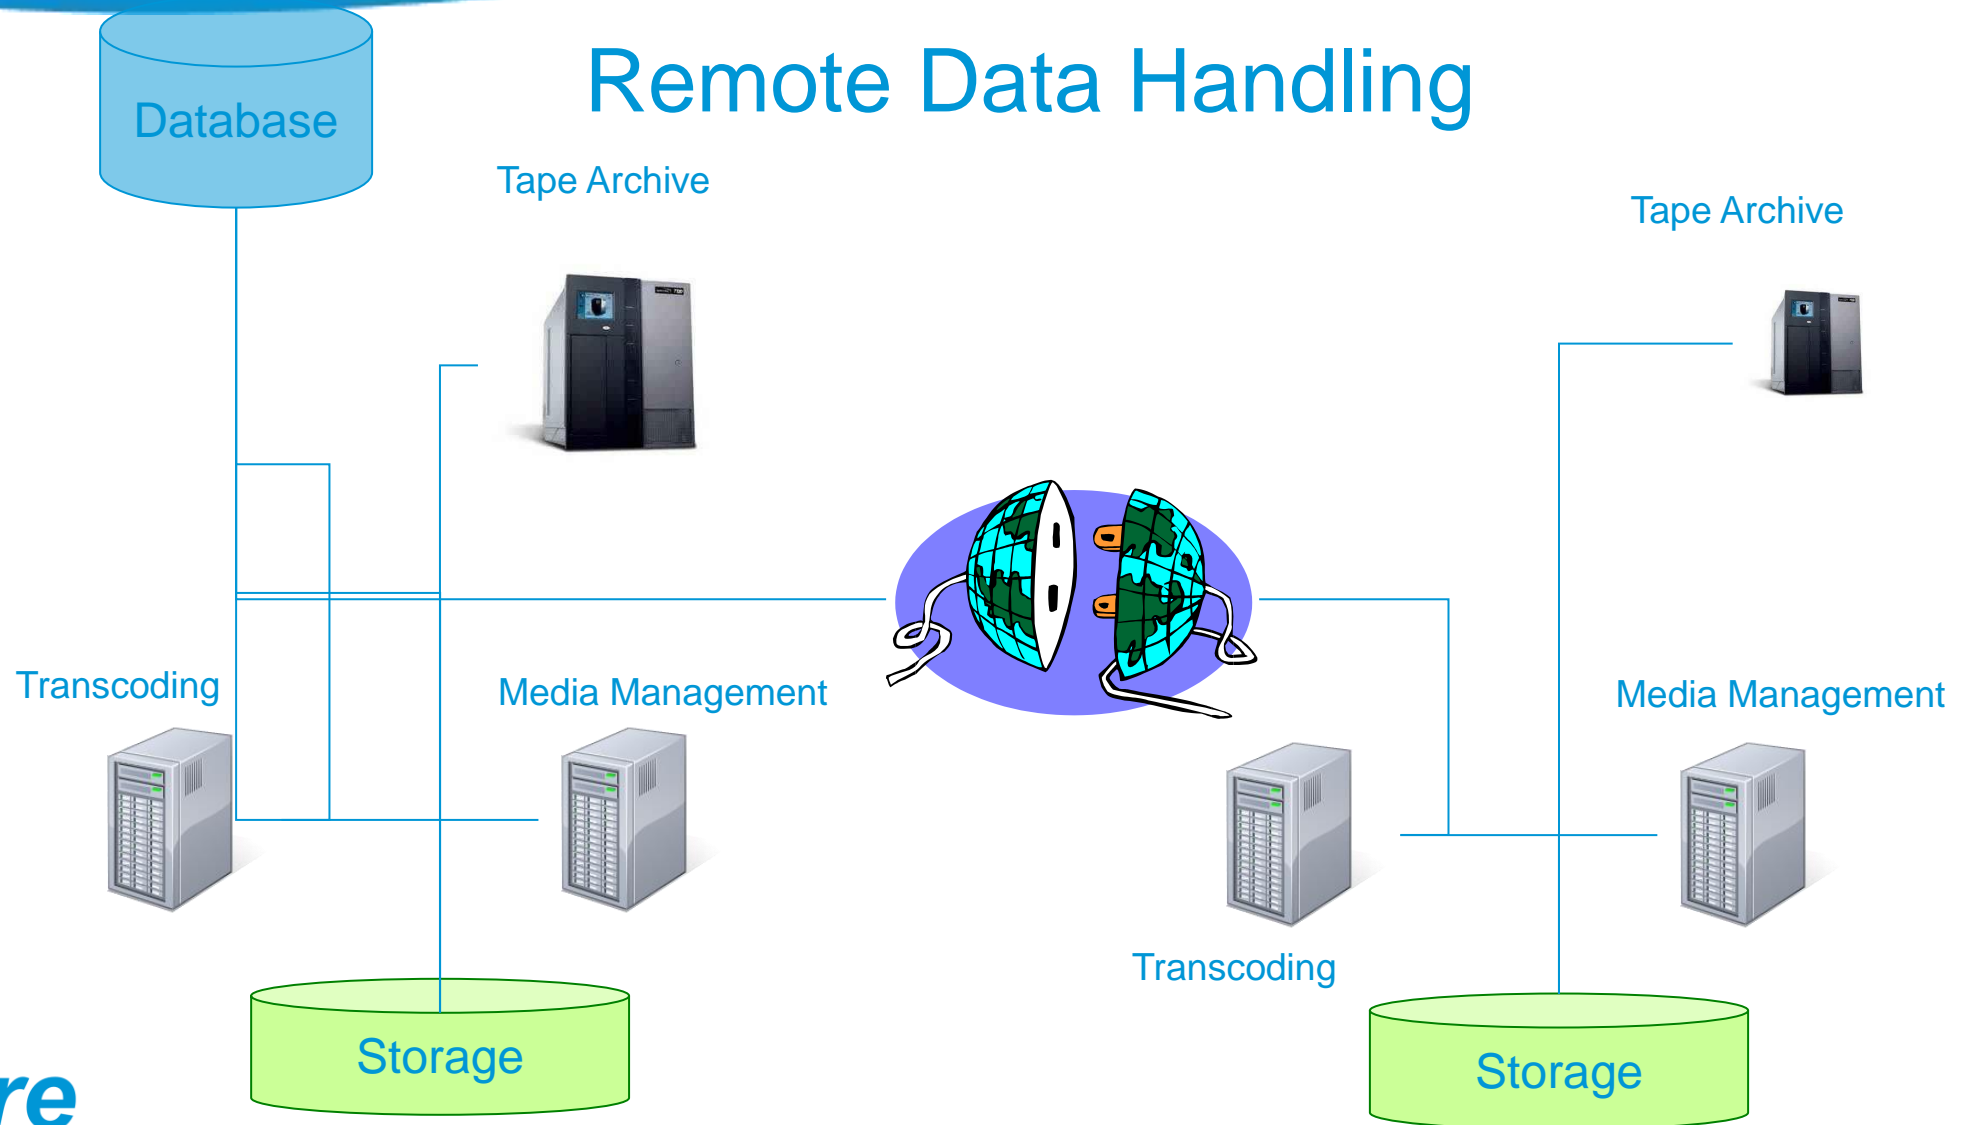 Remote Data Handling
Database
Tape Archive
Tape Archive
Transcoding
Media Management
Media Management
Transcoding
Storage
Storage
re